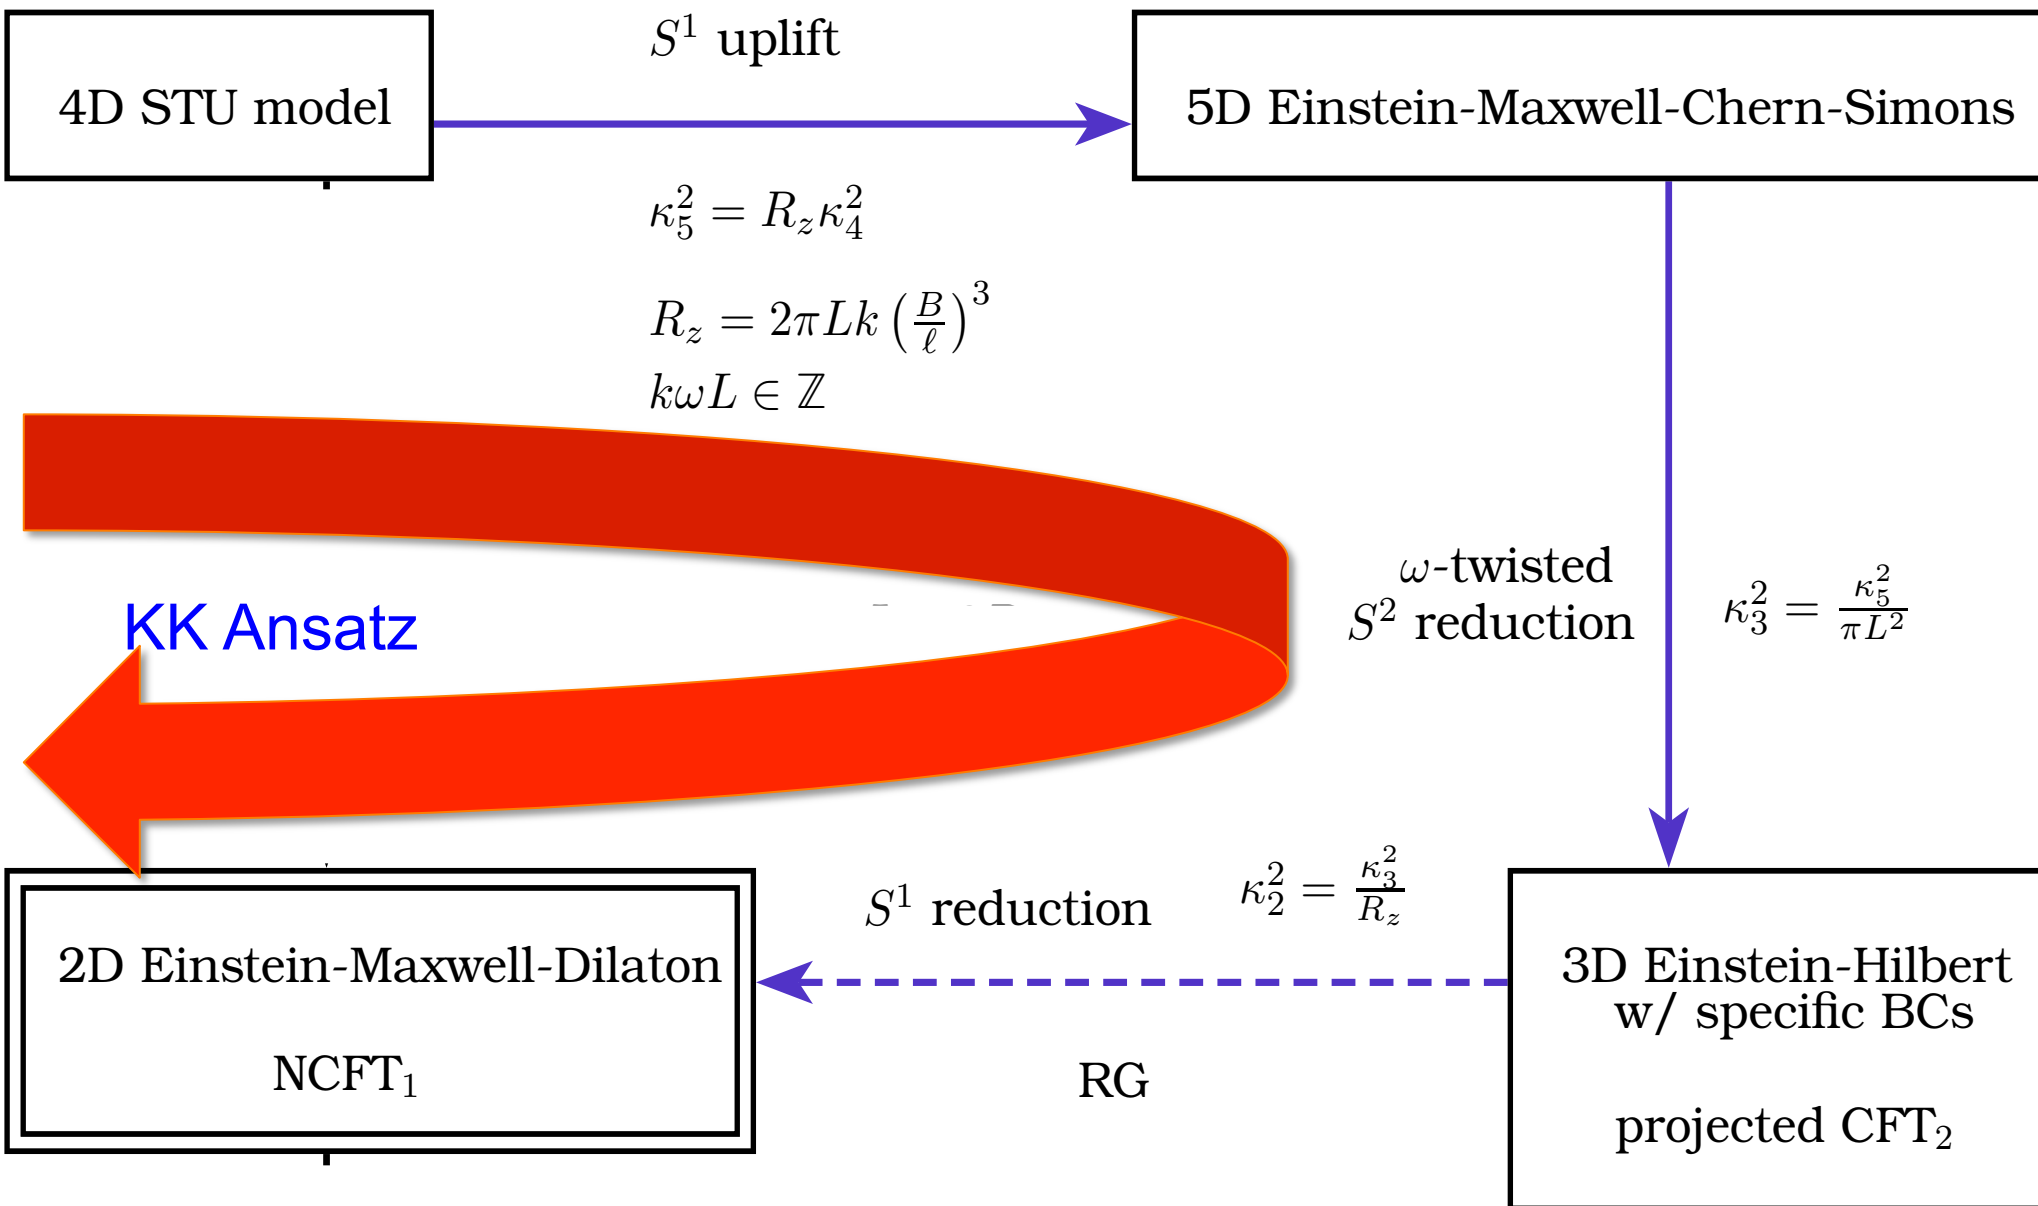 4D STU model
S¹ uplift
5D Einstein-Maxwell-Chern-Simons
κ₅² = R_z κ₄²
R_z = 2πLk (B/ℓ)³
kωL ∈ ℤ
KK Ansatz
ω-twisted
S² reduction
κ₃² = κ₅²/πL²
2D Einstein-Maxwell-Dilaton
NCFT₁
S¹ reduction
κ₂² = κ₃²/R_z
RG
3D Einstein-Hilbert
w/ specific BCs
projected CFT₂